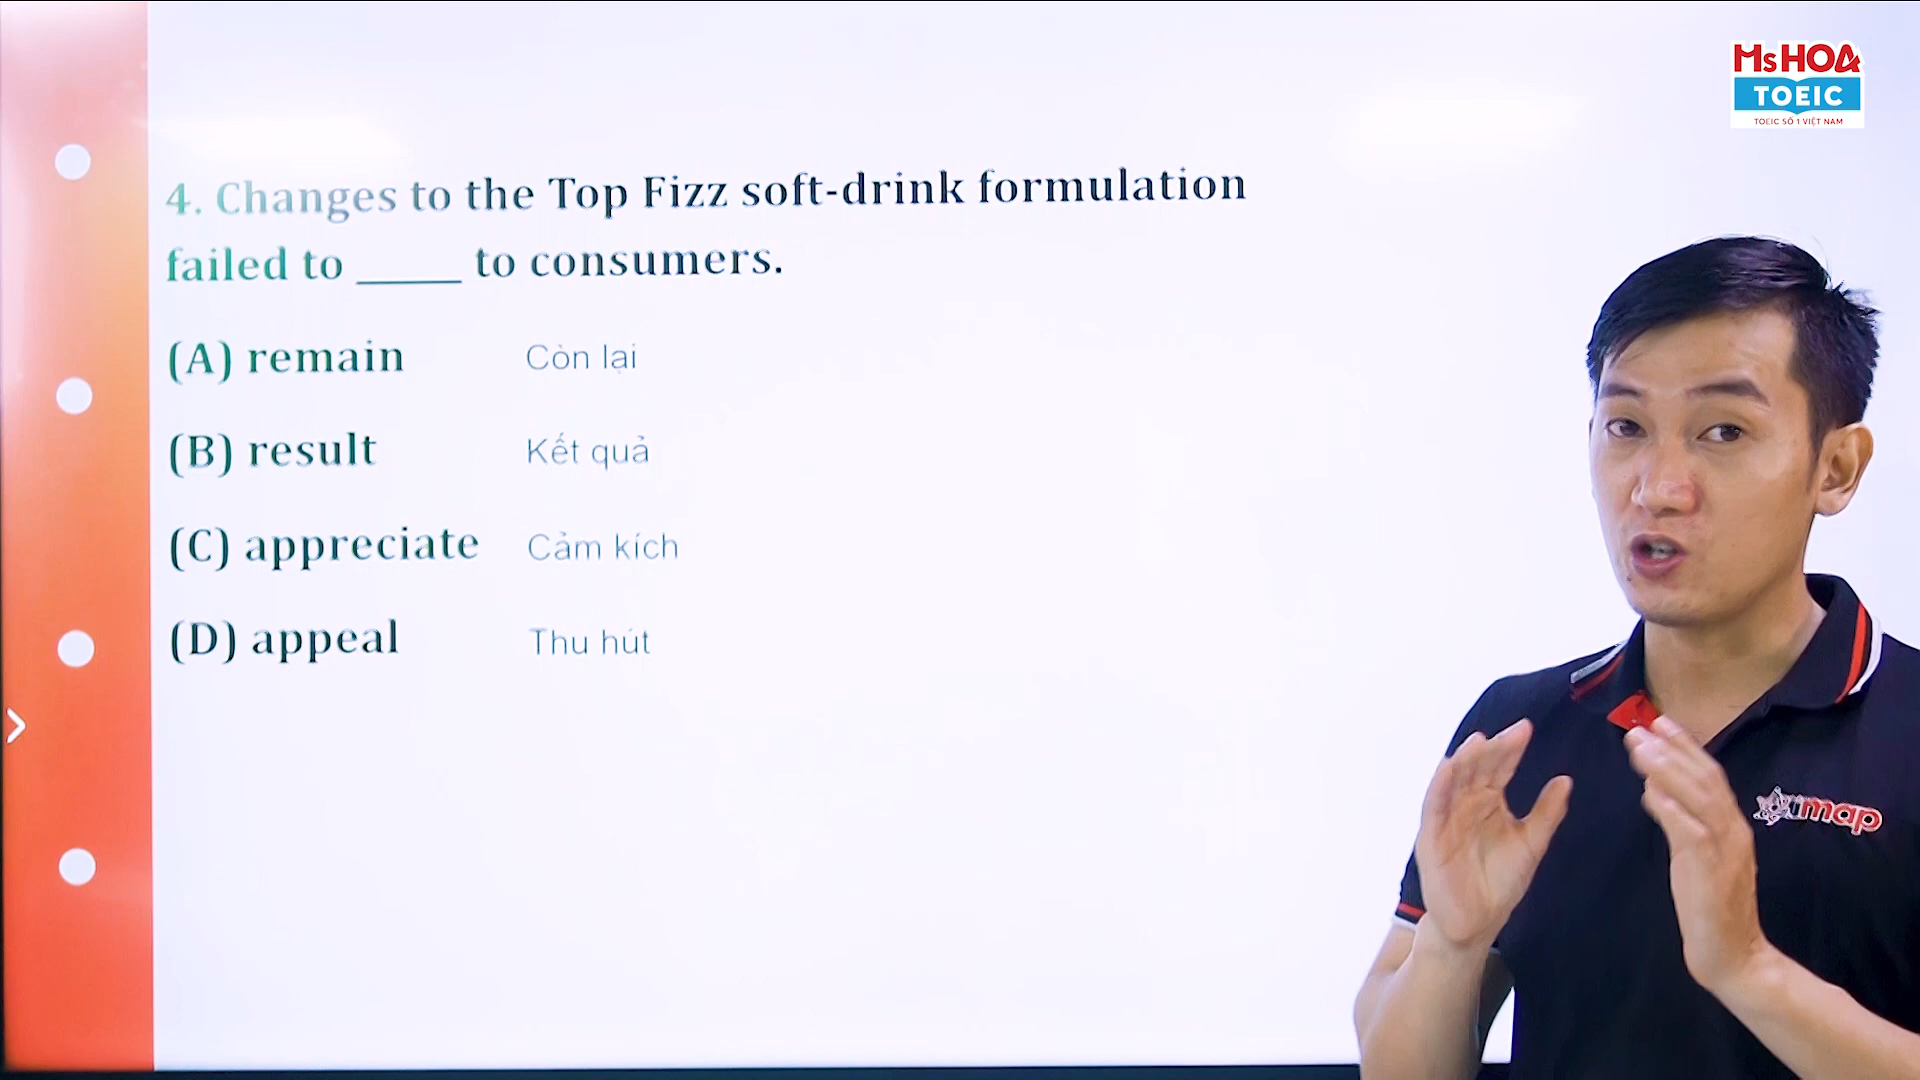 MsHOA
TOEIC
TOEIC SỐ 1 VIỆT NAM
4. Changes to the Top Fizz soft-drink formulation
failed to _____ to consumers.
(A) remain Còn lại
(B) result Kết quả
(C) appreciate Cảm kích
(D) appeal Thu hút
map